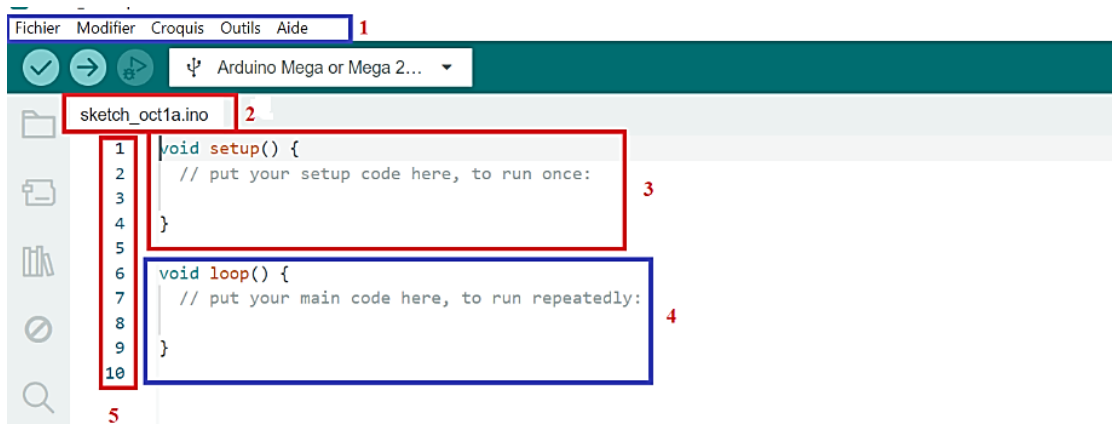 Fichier Modifier Croquis Outils Aide 1
Arduino Mega or Mega 2...
sketch_oct1a.ino 2
1 void setup() {
2 // put your setup code here, to run once:
3
3
4 }
5
6 void loop() {
7 // put your main code here, to run repeatedly:
4
8
9 }
10
5